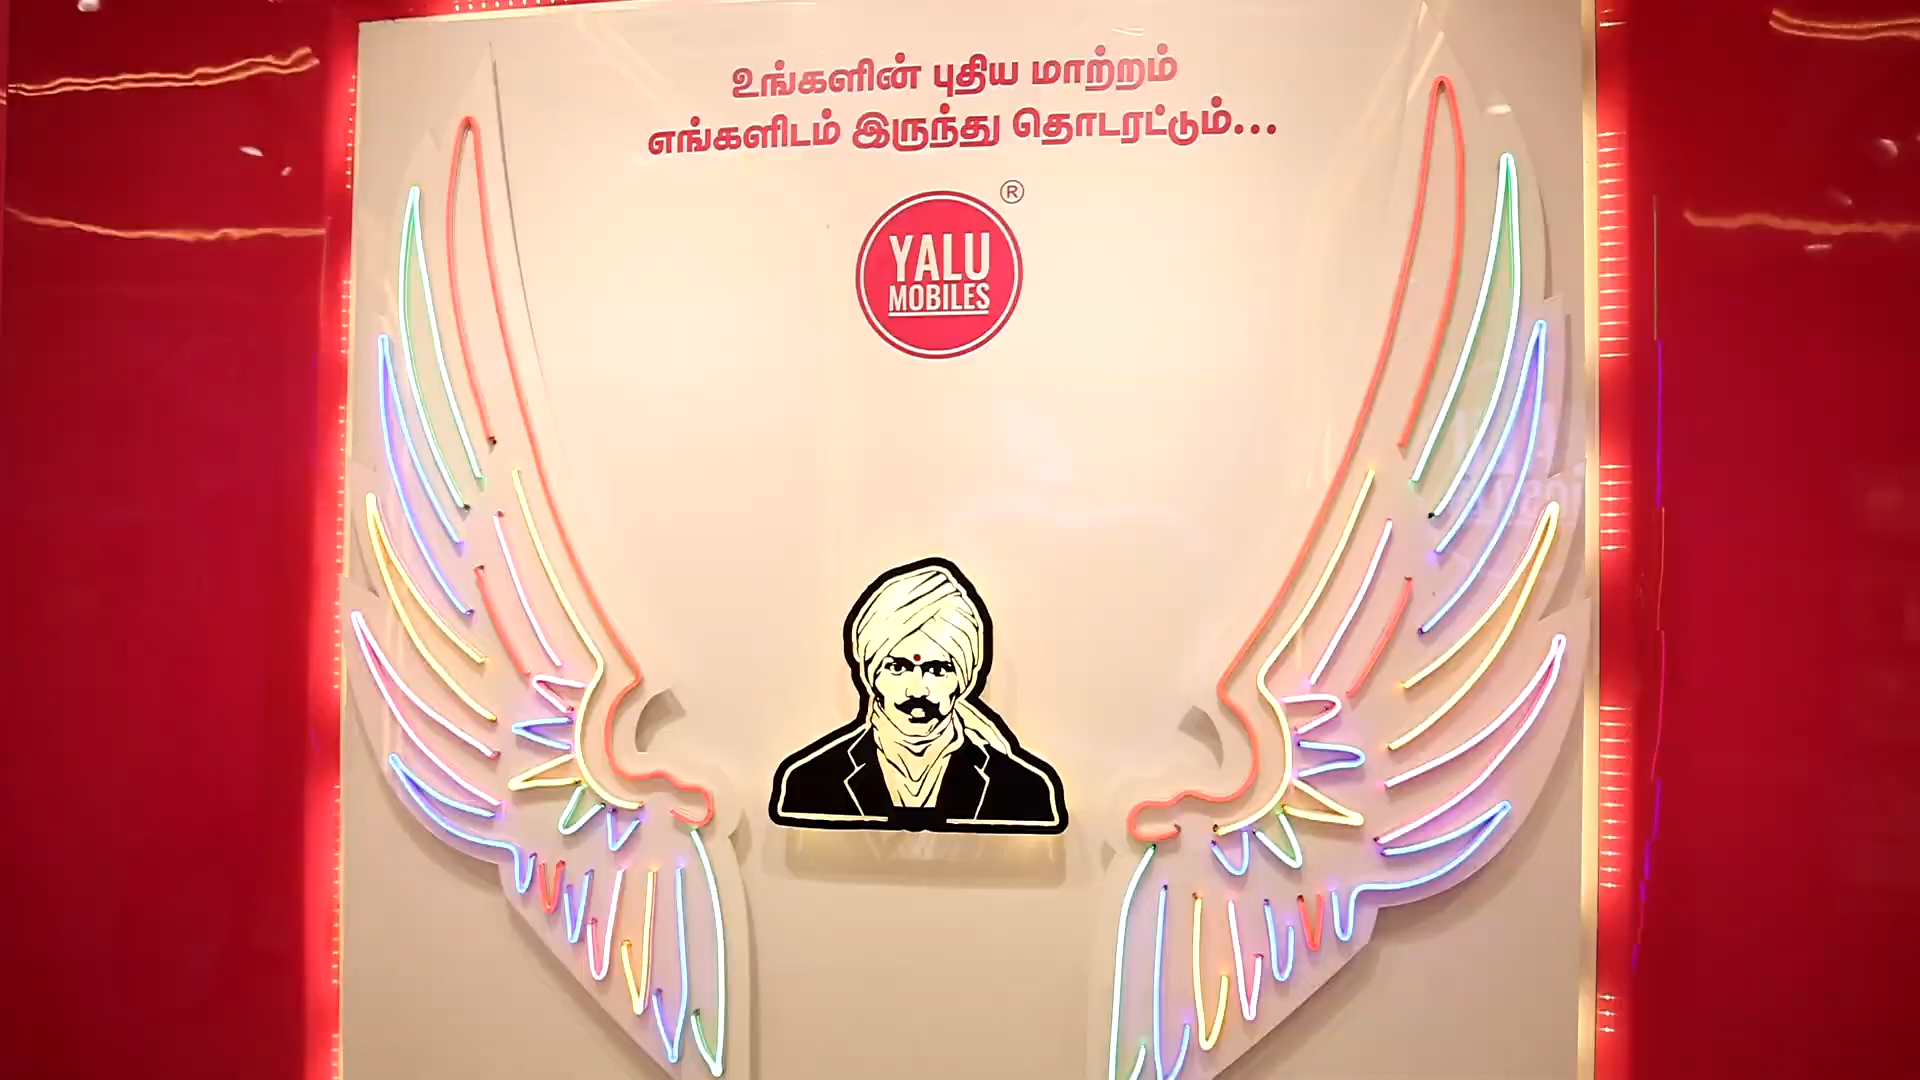 உங்களின் புதிய மாற்றம்
எங்களிடம் இருந்து தொடரட்டும்...
®
YALU
MOBILES